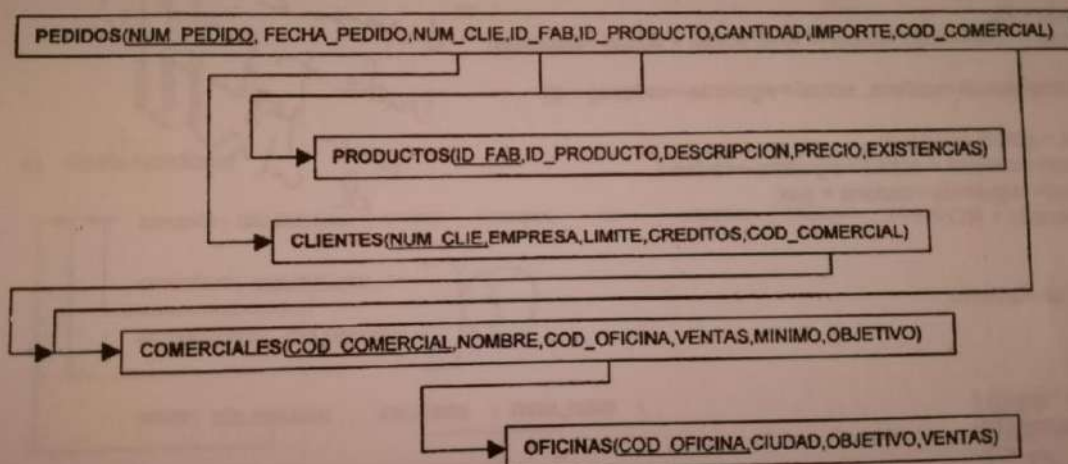 PEDIDOS(NUM_PEDIDO, FECHA_PEDIDO,NUM_CLIE,ID_FAB,ID_PRODUCTO,CANTIDAD,IMPORTE,COD_COMERCIAL)
PRODUCTOS(ID_FAB,ID_PRODUCTO,DESCRIPCION,PRECIO,EXISTENCIAS)
CLIENTES(NUM_CLIE,EMPRESA,LIMITE,CREDITOS,COD_COMERCIAL)
COMERCIALES(COD_COMERCIAL,NOMBRE,COD_OFICINA,VENTAS,MINIMO,OBJETIVO)
OFICINAS(COD_OFICINA,CIUDAD,OBJETIVO,VENTAS)